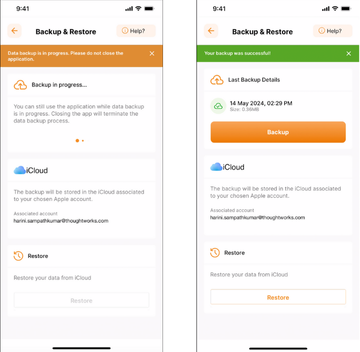 9:41
Backup & Restore
Help?
Data backup is in progress. Please do not close the
application.
Backup in progress...
You can still use the application while data backup
is in progress. Closing the app will terminate the
data backup process.
iCloud
The backup will be stored in the iCloud associated
to your chosen Apple account.
Associated account
harini.sampathkumar@thoughtworks.com
Restore
Restore your data from iCloud
Restore
9:41
Backup & Restore
Help?
Your backup was successful!
Last Backup Details
14 May 2024, 02:29 PM
Size: 0.36MB
Backup
iCloud
The backup will be stored in the iCloud associated
to your chosen Apple account.
Associated account
harini.sampathkumar@thoughtworks.com
Restore
Restore your data from iCloud
Restore